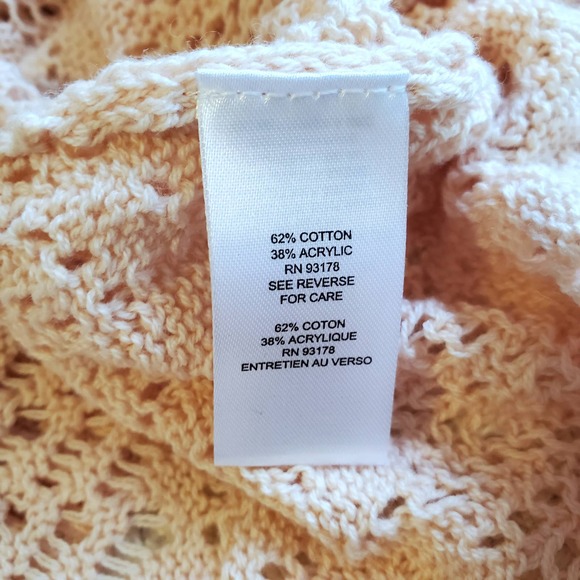 62% COTTON
38% ACRYLIC
RN 93178
SEE REVERSE
FOR CARE
62% COTON
38% ACRYLIQUE
RN 93178
ENTRETIEN AU VERSO